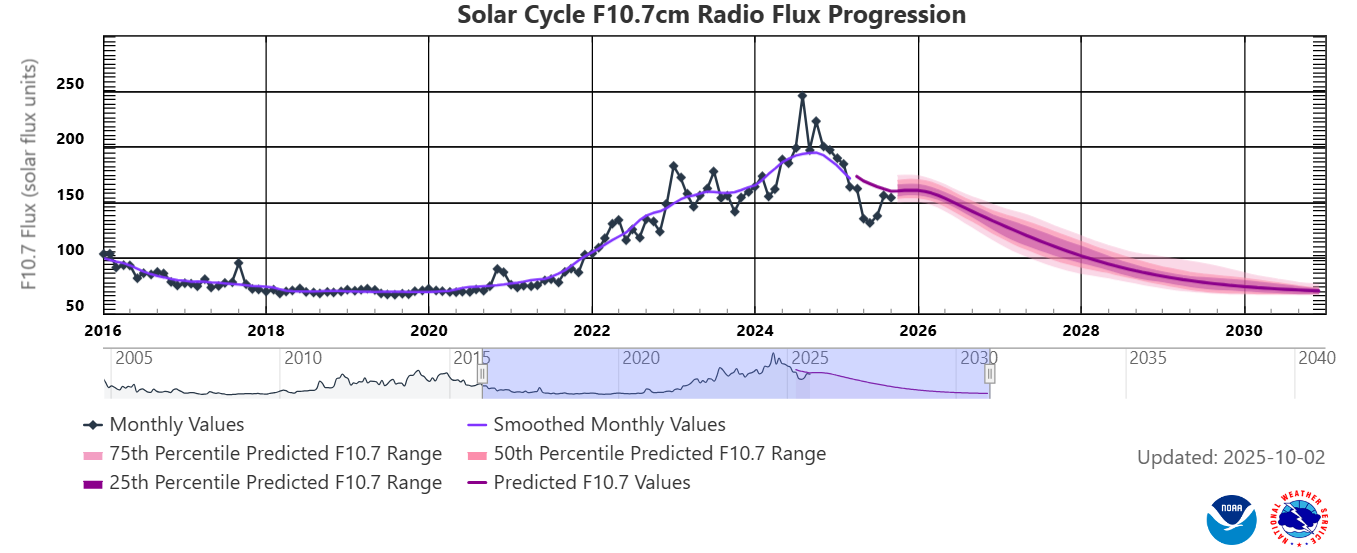 Solar Cycle F10.7cm Radio Flux Progression
F10.7 Flux (solar flux units)
250
200
150
100
50
2016 2018 2020 2022 2024 2026 2028 2030
2005 2010 2015 2020 2025 2030 2035 2040
Monthly Values Smoothed Monthly Values
75th Percentile Predicted F10.7 Range 50th Percentile Predicted F10.7 Range
25th Percentile Predicted F10.7 Range Predicted F10.7 Values
Updated: 2025-10-02
NOAA
NATIONAL WEATHER SERVICE